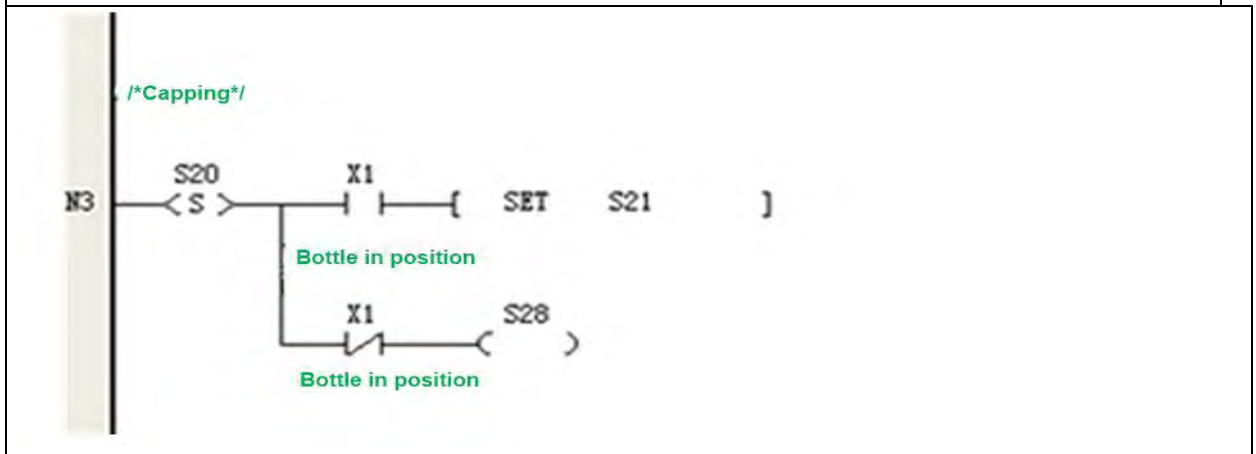 /*Capping*/
S20 X1
N3 S SET S21
Bottle in position
X1 S28
Bottle in position